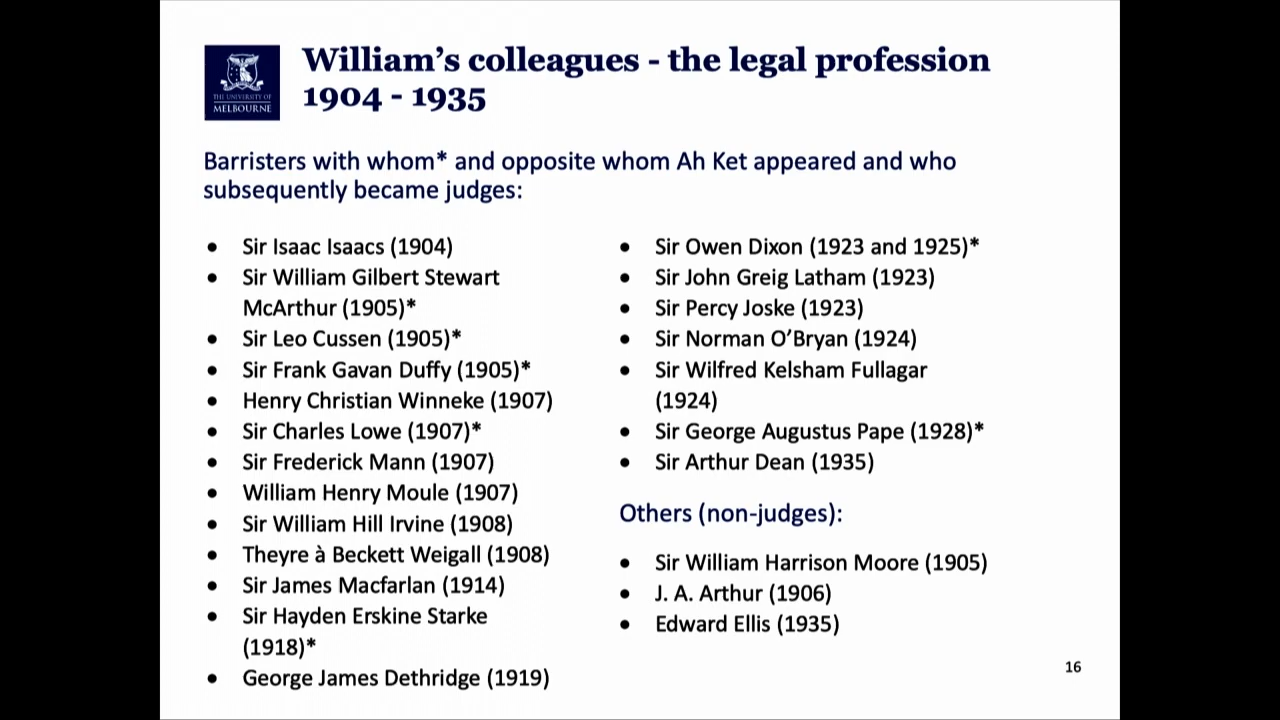 THE UNIVERSITY OF
MELBOURNE
William’s colleagues - the legal profession
1904 - 1935
Barristers with whom* and opposite whom Ah Ket appeared and who
subsequently became judges:
• Sir Isaac Isaacs (1904)
• Sir William Gilbert Stewart
McArthur (1905)*
• Sir Leo Cussen (1905)*
• Sir Frank Gavan Duffy (1905)*
• Henry Christian Winneke (1907)
• Sir Charles Lowe (1907)*
• Sir Frederick Mann (1907)
• William Henry Moule (1907)
• Sir William Hill Irvine (1908)
• Theyre à Beckett Weigall (1908)
• Sir James Macfarlan (1914)
• Sir Hayden Erskine Starke
(1918)*
• George James Dethridge (1919)
• Sir Owen Dixon (1923 and 1925)*
• Sir John Greig Latham (1923)
• Sir Percy Joske (1923)
• Sir Norman O’Bryan (1924)
• Sir Wilfred Kelsham Fullagar
(1924)
• Sir George Augustus Pape (1928)*
• Sir Arthur Dean (1935)
Others (non-judges):
• Sir William Harrison Moore (1905)
• J. A. Arthur (1906)
• Edward Ellis (1935)
16